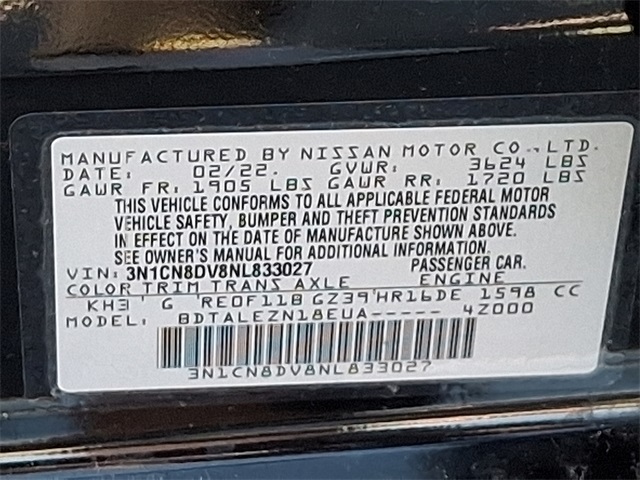 MANUFACTURED BY NISSAN MOTOR CO., LTD.
DATE: 02/22. GVWR: 3624 LBS
GAWR FR: 1905 LBS GAWR RR: 1720 LBS
THIS VEHICLE CONFORMS TO ALL APPLICABLE FEDERAL MOTOR
VEHICLE SAFETY, BUMPER AND THEFT PREVENTION STANDARDS
IN EFFECT ON THE DATE OF MANUFACTURE SHOWN ABOVE.
SEE OWNER'S MANUAL FOR ADDITIONAL INFORMATION.
VIN: 3N1CN8DV8NL833027 PASSENGER CAR.
COLOR TRIM TRANS AXLE ENGINE
KH3 G RE0F11B GZ39 HR16DE 1598 CC
MODEL: BDTALEZN18EUA----- 4Z000
3N1CN8DV8NL833027